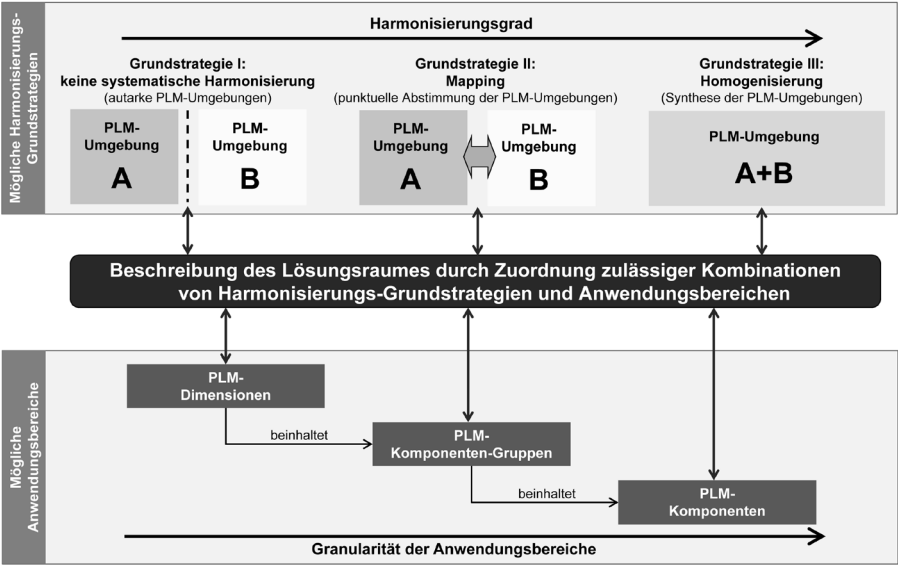 Mögliche Harmonisierungs-
Grundstrategien
Harmonisierungsgrad
Grundstrategie I:
keine systematische Harmonisierung
(autarke PLM-Umgebungen)
PLM-
Umgebung
A
PLM-
Umgebung
B
Grundstrategie II:
Mapping
(punktuelle Abstimmung der PLM-Umgebungen)
PLM-
Umgebung
A
PLM-
Umgebung
B
Grundstrategie III:
Homogenisierung
(Synthese der PLM-Umgebungen)
PLM-Umgebung
A+B
Beschreibung des Lösungsraumes durch Zuordnung zulässiger Kombinationen
von Harmonisierungs-Grundstrategien und Anwendungsbereichen
Mögliche
Anwendungsbereiche
PLM-
Dimensionen
beinhaltet
PLM-
Komponenten-Gruppen
beinhaltet
PLM-
Komponenten
Granularität der Anwendungsbereiche